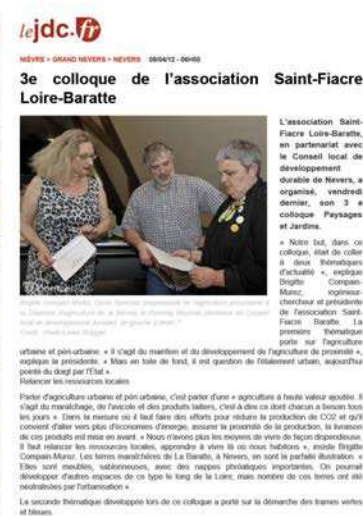 lejdc.fr
NIÈVRE > GRAND NEVERS > NEVERS 08/04/12 - 06H00
3e colloque de l'association Saint-Fiacre
Loire-Baratte
L'association Saint-
Fiacre Loire-Baratte,
en partenariat avec
le Conseil local de
développement
durable de Nevers, a
organisé, vendredi
dernier, son 3 e
colloque Paysages
et Jardins.
« Notre but, dans ce
colloque, était de coller
à deux thématiques
d'actualité », explique
Brigitte Compain-
Murez, ingénieur-
chercheur et présidente
de l'association Saint-
Fiacre Baratte. La
première thématique
porte sur l'agriculture
urbaine et péri-urbaine. « Il s'agit du maintien et du développement de l'agriculture de proximité »,
explique la présidente. « Mais en toile de fond, il est question de l'étalement urbain, aujourd'hui
pointé du doigt par l'État ».
Relancer les ressources locales
Parler d'agriculture urbaine et péri urbaine, c'est parler d'une « agriculture à haute valeur ajoutée. Il
s'agit du maraîchage, de l'avicole et des produits laitiers, c'est à dire ce dont chacun a besoin tous
les jours ». Dans la mesure où il faut faire des efforts pour réduire la production de CO2 et qu'il
convient d'aller vers plus d'économies d'énergie, assurer la proximité de la production, la livraison
de ces produits est mise en avant. « Nous n'avons plus les moyens de vivre de façon dispendieuse.
Il faut relancer les ressources locales, apprendre à vivre là où nous habitons », insiste Brigitte
Compain-Murez. Les terres maraîchères de La Baratte, à Nevers, en sont la parfaite illustration. «
Elles sont meubles, sablonneuses, avec des nappes phréatiques importantes. On pourrait
développer d'autres espaces de ce type le long de la Loire, mais nombre de ces terres ont été
neutralisées par l'urbanisation ».
La seconde thématique développée lors de ce colloque a porté sur la démarche des trames vertes
et bleues.